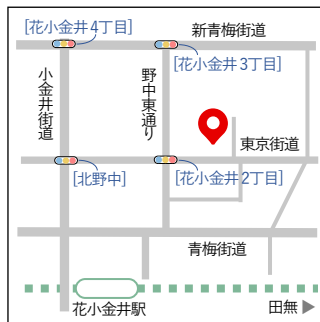 [花小金井4丁目]
新青梅街道
[花小金井3丁目]
小金井街道
野中東通り
東京街道
[北野中]
[花小金井2丁目]
青梅街道
花小金井駅
田無